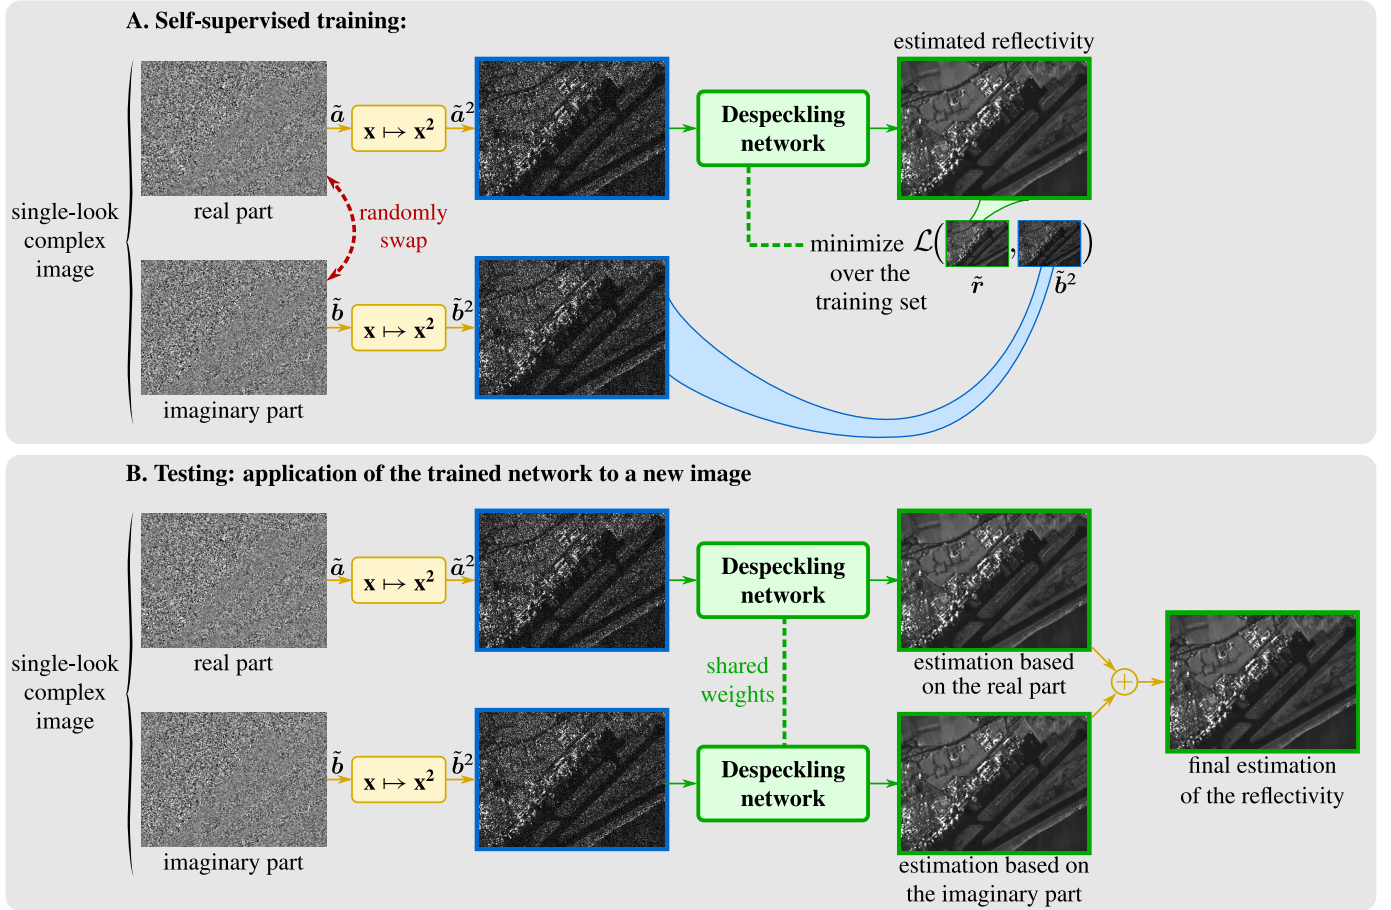 A. Self-supervised training:
estimated reflectivity
single-look
complex
image
real part
ã
x ↦ x²
ã²
Despeckling
network
randomly
swap
minimize ℒ( , )
over the
training set
r̃
b̃²
b̃
x ↦ x²
b̃²
imaginary part
B. Testing: application of the trained network to a new image
single-look
complex
image
real part
ã
x ↦ x²
ã²
Despeckling
network
estimation based
on the real part
shared
weights
+
final estimation
of the reflectivity
b̃
x ↦ x²
b̃²
Despeckling
network
imaginary part
estimation based on
the imaginary part